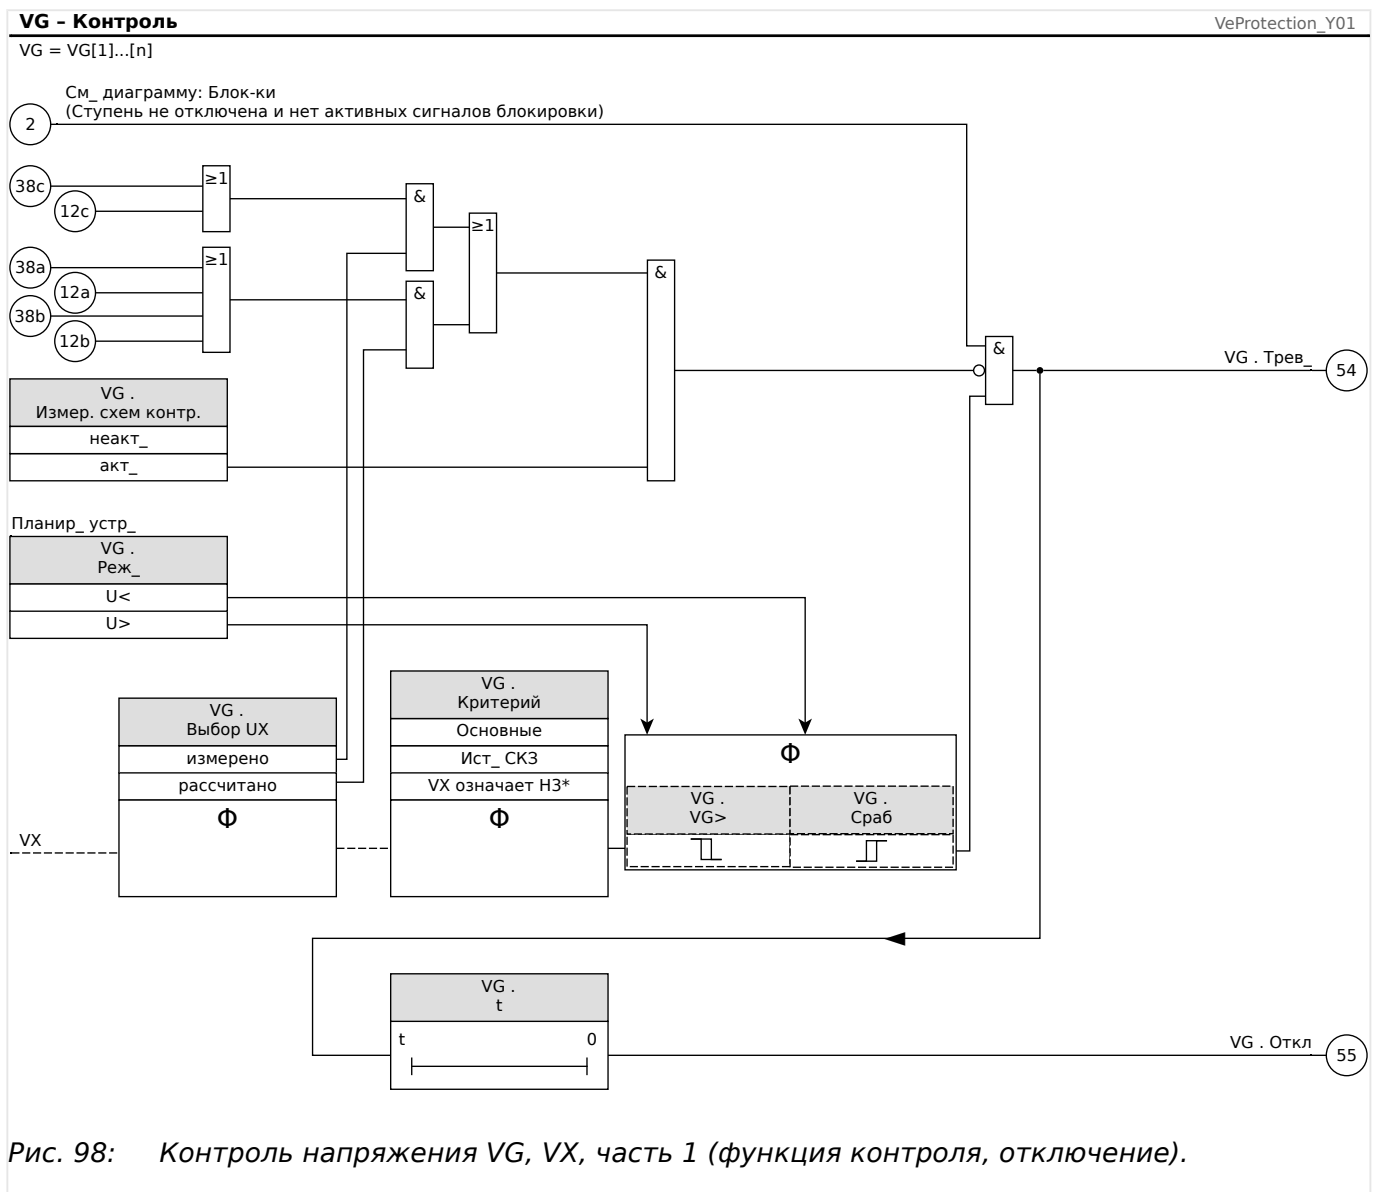 VG – Контроль
VeProtection_Y01
VG = VG[1]...[n]
См_ диаграмму: Блок-ки
(Ступень не отключена и нет активных сигналов блокировки)
2
38c
12c
≥1
&
≥1
38a
12a
38b
12b
≥1
&
&
&
VG . Трев_
54
VG .
Измер. схем контр.
неакт_
акт_
Планир_ устр_
VG .
Реж_
U<
U>
VG .
Выбор UX
измерено
рассчитано
Φ
VX
VG .
Критерий
Основные
Ист_ СКЗ
VX означает НЗ*
Φ
Φ
VG .
VG>
VG .
Сраб
VG .
t
t
0
VG . Откл
55
Рис. 98: Контроль напряжения VG, VX, часть 1 (функция контроля, отключение).